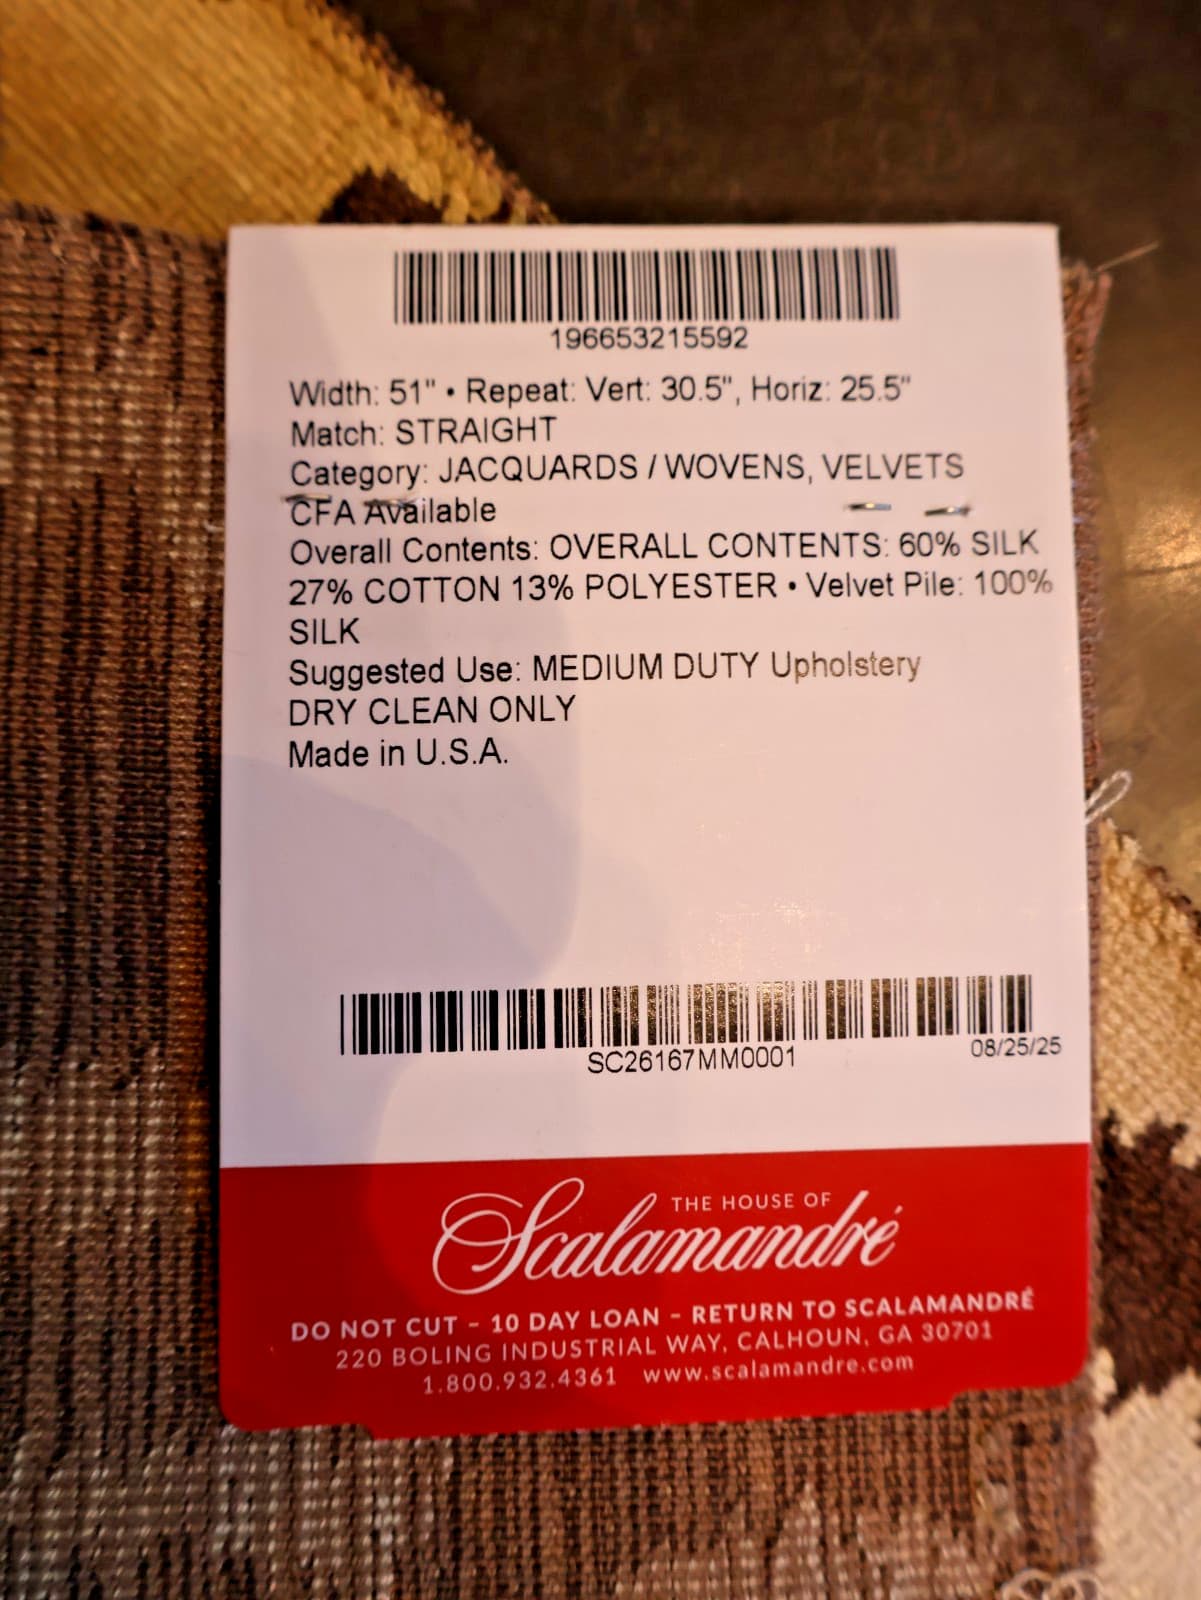 196653215592
Width: 51" • Repeat: Vert: 30.5", Horiz: 25.5"
Match: STRAIGHT
Category: JACQUARDS / WOVENS, VELVETS
CFA Available
Overall Contents: OVERALL CONTENTS: 60% SILK
27% COTTON 13% POLYESTER • Velvet Pile: 100%
SILK
Suggested Use: MEDIUM DUTY Upholstery
DRY CLEAN ONLY
Made in U.S.A.
SC26167MM0001
08/25/25
THE HOUSE OF
Scalamandré
DO NOT CUT – 10 DAY LOAN – RETURN TO SCALAMANDRÉ
220 BOLING INDUSTRIAL WAY, CALHOUN, GA 30701
1.800.932.4361 www.scalamandre.com